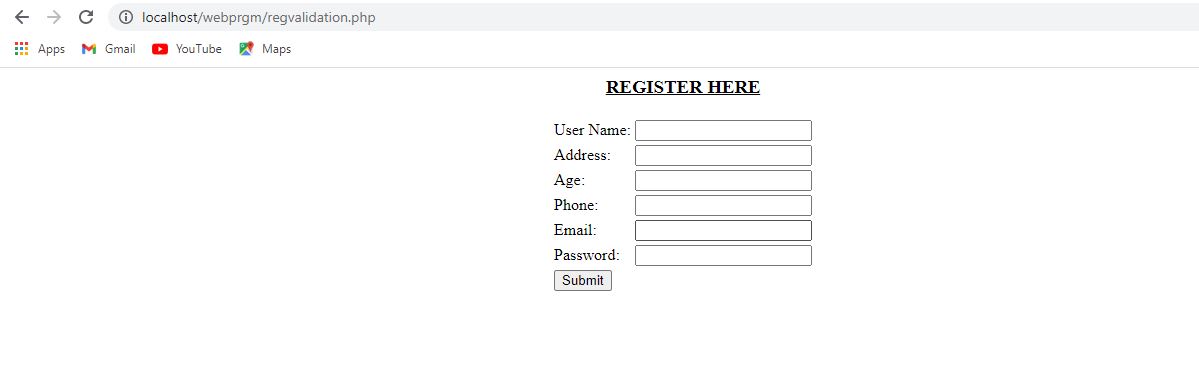 localhost/webprgm/regvalidation.php
Apps Gmail YouTube Maps
REGISTER HERE
User Name:
Address:
Age:
Phone:
Email:
Password:
Submit